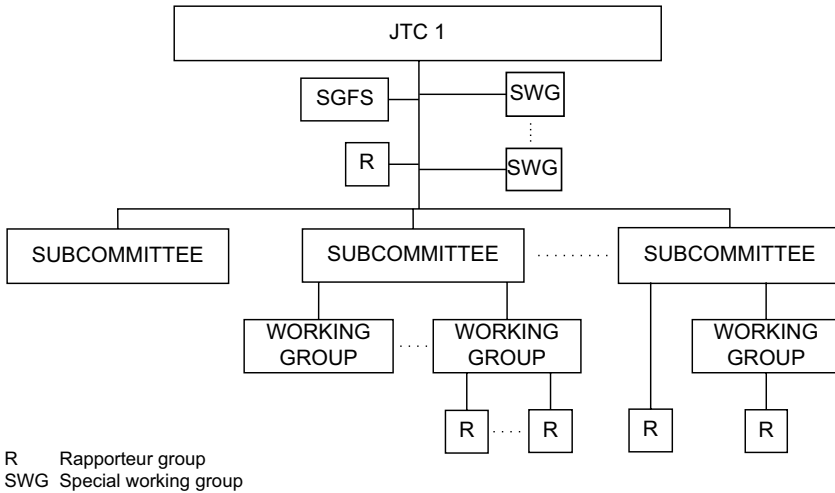 JTC 1
SGFS
SWG
R
SWG
SUBCOMMITTEE
SUBCOMMITTEE
SUBCOMMITTEE
WORKING
GROUP
WORKING
GROUP
WORKING
GROUP
R
R
R
R
R Rapporteur group
SWG Special working group